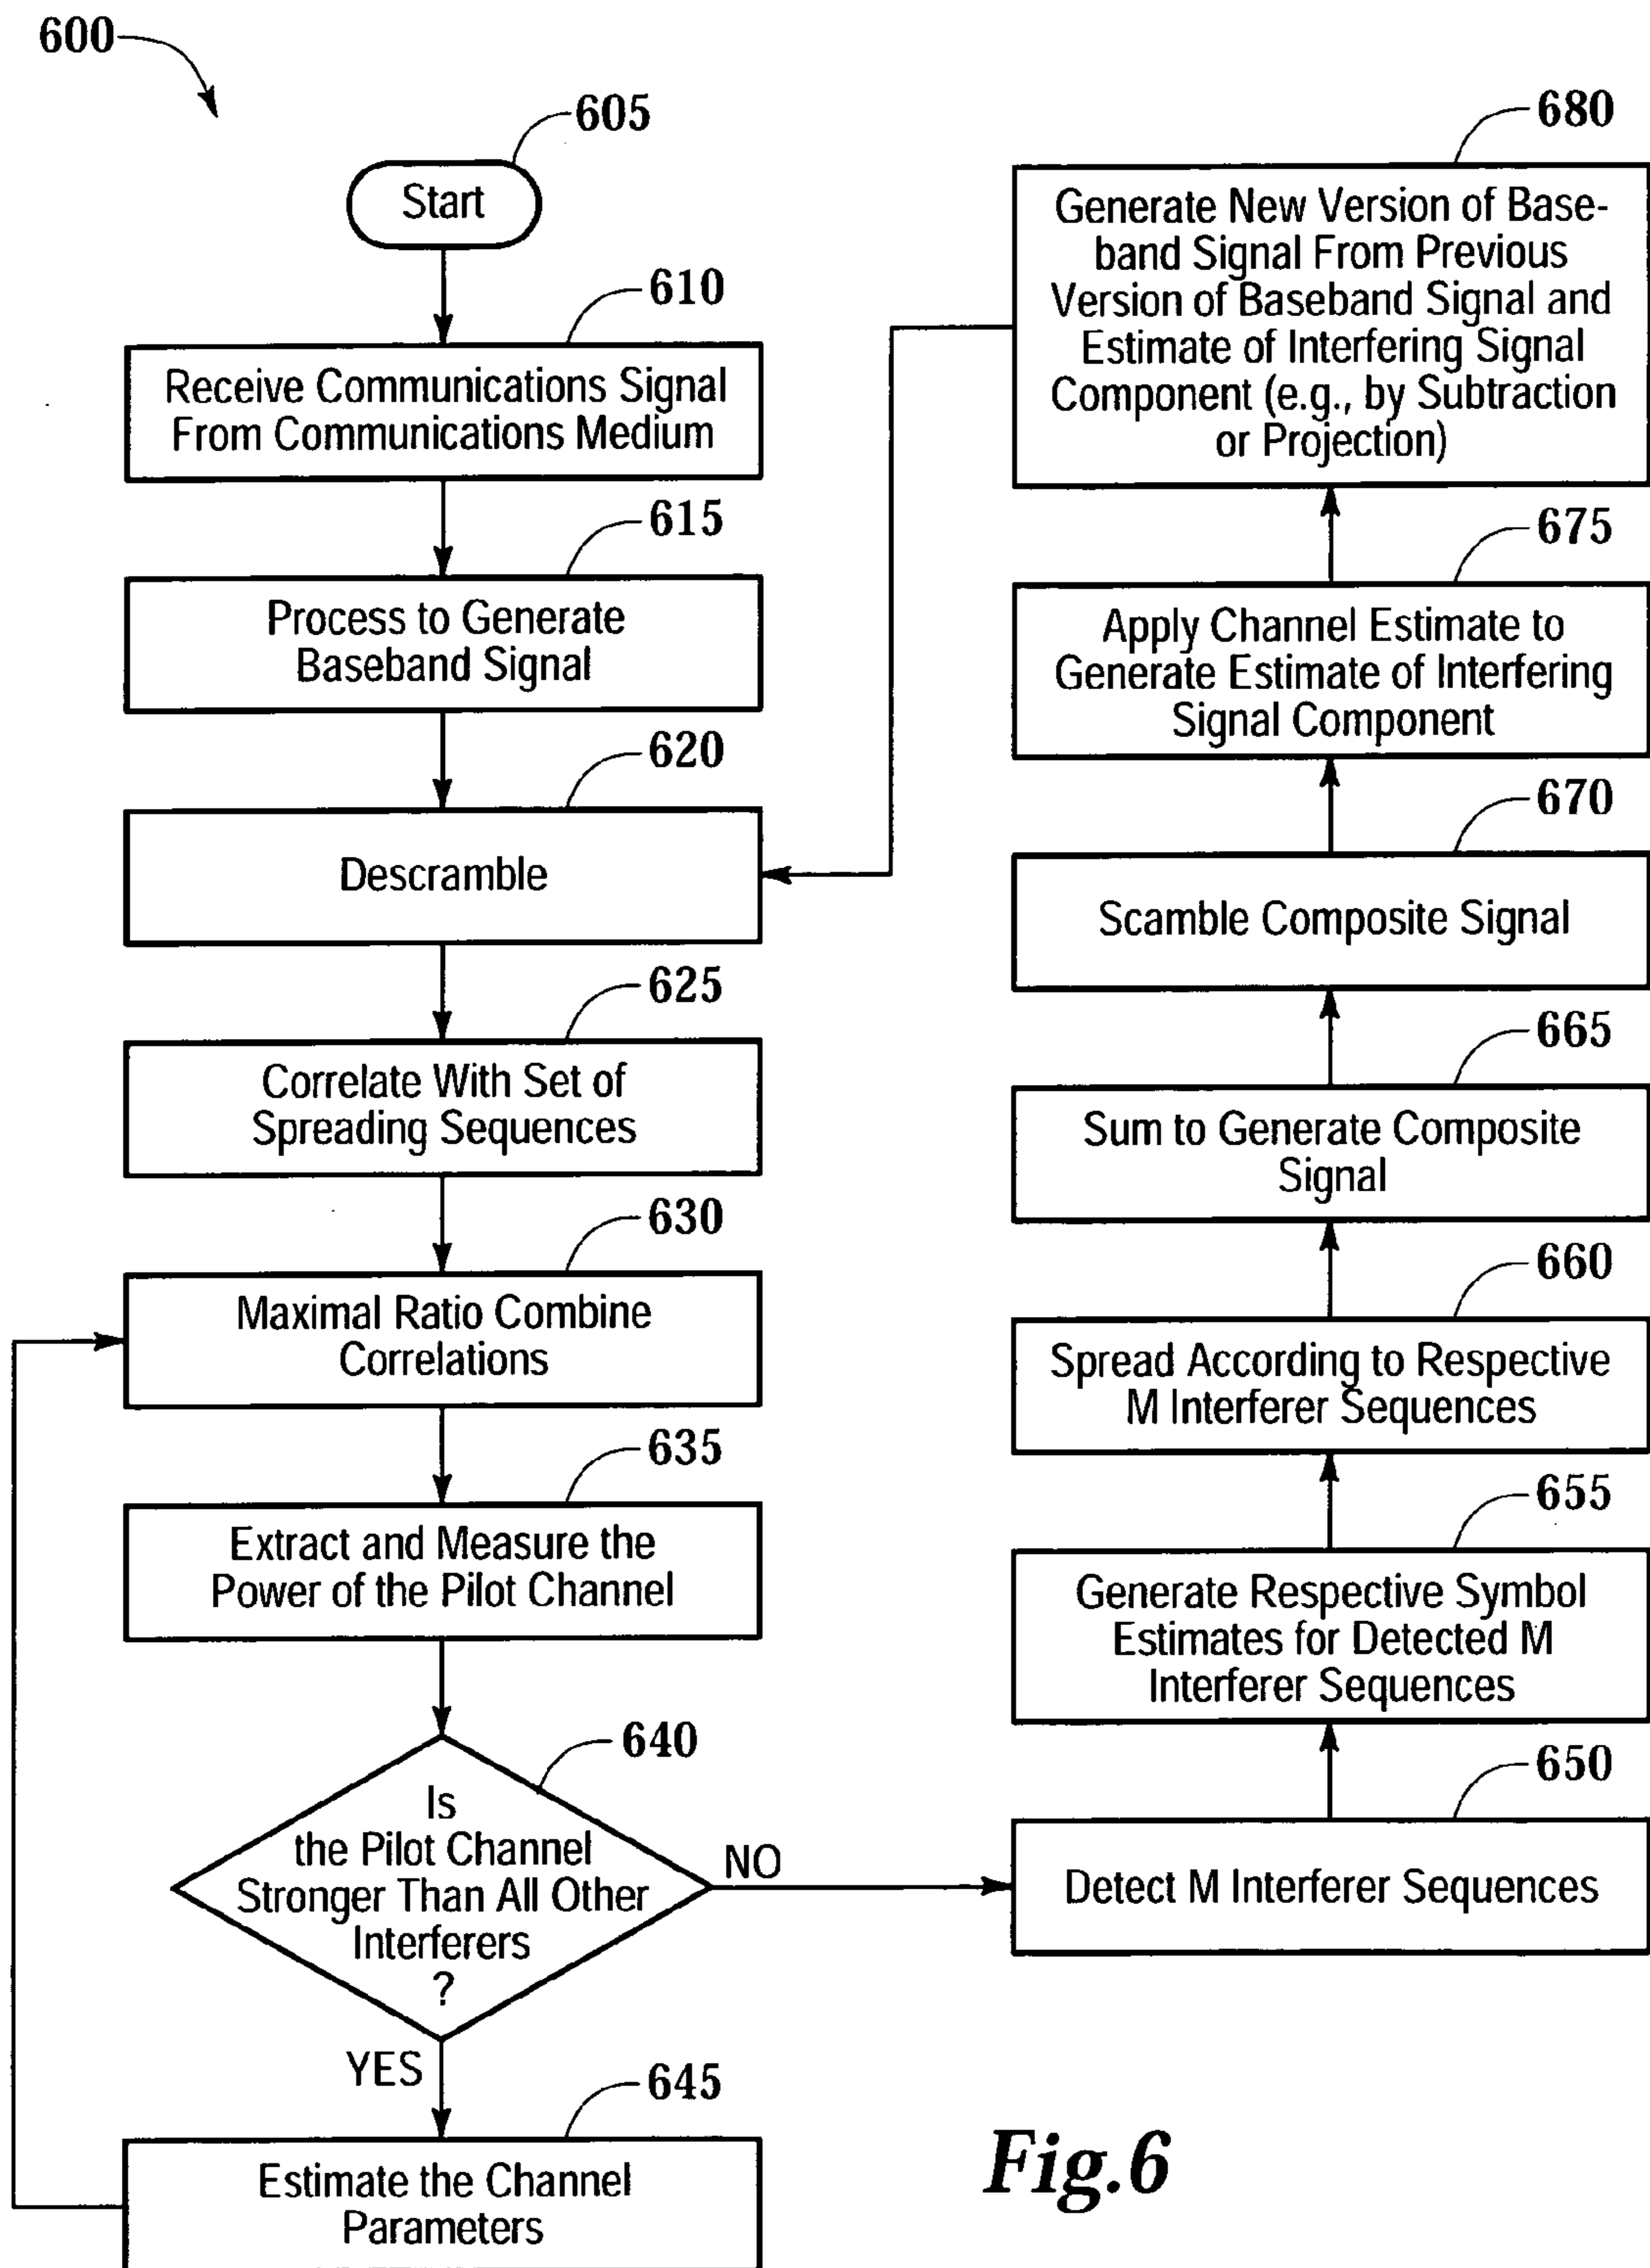 600
605
Start
610
Receive Communications Signal
From Communications Medium
615
Process to Generate
Baseband Signal
620
Descramble
625
Correlate With Set of
Spreading Sequences
630
Maximal Ratio Combine
Correlations
635
Extract and Measure the
Power of the Pilot Channel
640
Is
the Pilot Channel
Stronger Than All Other
Interferers
?
NO
YES
645
Estimate the Channel
Parameters
680
Generate New Version of Base-
band Signal From Previous
Version of Baseband Signal and
Estimate of Interfering Signal
Component (e.g., by Subtraction
or Projection)
675
Apply Channel Estimate to
Generate Estimate of Interfering
Signal Component
670
Scamble Composite Signal
665
Sum to Generate Composite
Signal
660
Spread According to Respective
M Interferer Sequences
655
Generate Respective Symbol
Estimates for Detected M
Interferer Sequences
650
Detect M Interferer Sequences
Fig.6